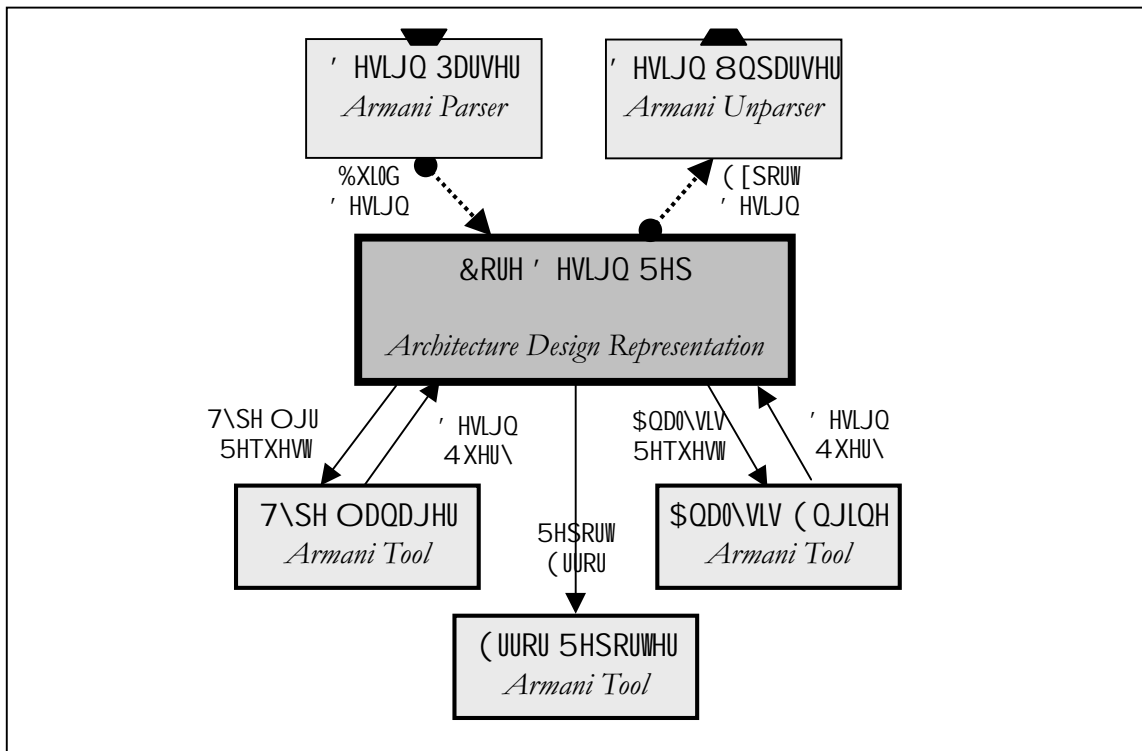 ' HVLJQ 3DUVHU
Armani Parser
' HVLJQ 8QSDUVHU
Armani Unparser
%XL0G
' HVLJQ
( [SRUW
' HVLJQ
&RUH ' HVLJQ 5HS
Architecture Design Representation
7\SH OJU
5HTXHVW
' HVLJQ
4XHU\
$QD0\VLV
5HTXHVW
' HVLJQ
4XHU\
7\SH ODQDJHU
Armani Tool
5HSRUW
(UURU
$QD0\VLV ( QJLQH
Armani Tool
( UURU 5HSRUWHU
Armani Tool